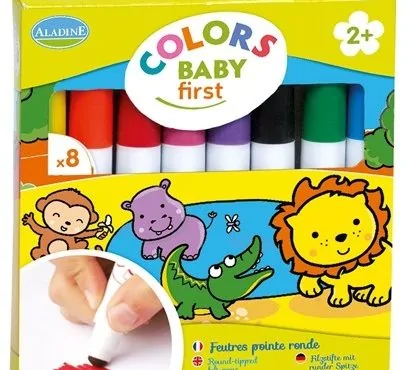 ALADINE
COLORS
BABY
first
2+
x8
Feutres pointe ronde
Round-tipped
Filzstifte mit
runder Spitze